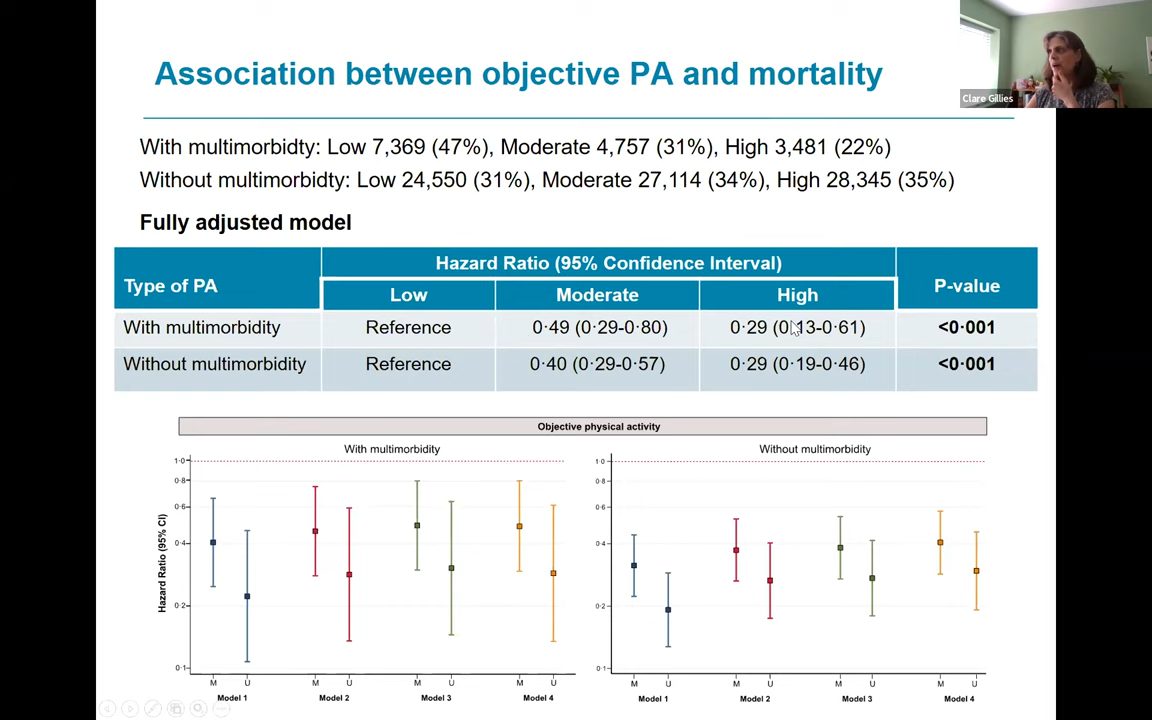 Association between objective PA and mortality
Clare Gillies
With multimorbidty: Low 7,369 (47%), Moderate 4,757 (31%), High 3,481 (22%)
Without multimorbidty: Low 24,550 (31%), Moderate 27,114 (34%), High 28,345 (35%)
Fully adjusted model
Type of PA
Hazard Ratio (95% Confidence Interval)
P-value
Low Moderate High
With multimorbidity Reference 0·49 (0·29-0·80) 0·29 (0·13-0·61) <0·001
Without multimorbidity Reference 0·40 (0·29-0·57) 0·29 (0·19-0·46) <0·001
Objective physical activity
With multimorbidity
Without multimorbidity
Hazard Ratio (95% CI)
1·0
0·8
0·6
0·4
0·2
0·1
M U M U M U M U
Model 1 Model 2 Model 3 Model 4
1·0
0·8
0·6
0·4
0·2
0·1
M U M U M U M U
Model 1 Model 2 Model 3 Model 4